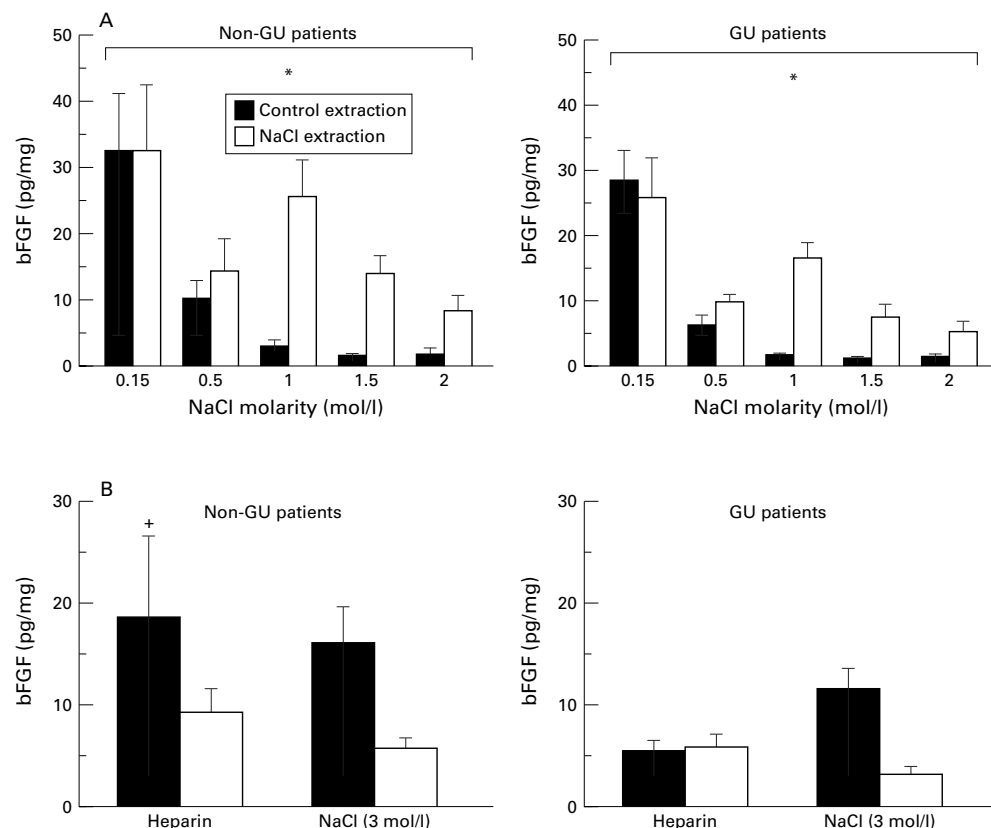 A
Non-GU patients
GU patients
50
40
30
20
10
0
bFGF (pg/mg)
*
Control extraction
NaCl extraction
0.15 0.5 1 1.5 2
NaCl molarity (mol/l)
50
40
30
20
10
0
bFGF (pg/mg)
*
0.15 0.5 1 1.5 2
NaCl molarity (mol/l)
B
Non-GU patients
GU patients
30
20
10
0
bFGF (pg/mg)
+
Heparin NaCl (3 mol/l)
30
20
10
0
bFGF (pg/mg)
Heparin NaCl (3 mol/l)